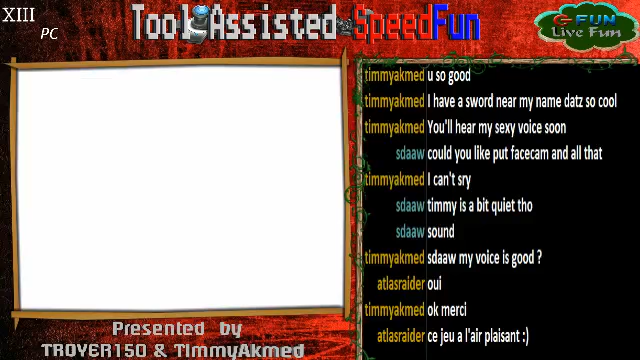 XIII
PC
Tool Assisted SpeedFun
G FUN
Live Fun
timmyakmed u so good
timmyakmed I have a sword near my name datz so cool
timmyakmed You'll hear my sexy voice soon
sdaaw could you like put facecam and all that
timmyakmed I can't sry
sdaaw timmy is a bit quiet tho
sdaaw sound
timmyakmed sdaaw my voice is good ?
atlasraider oui
timmyakmed ok merci
atlasraider ce jeu a l'air plaisant :)
Presented by
TROYER150 & TimmyAkmed